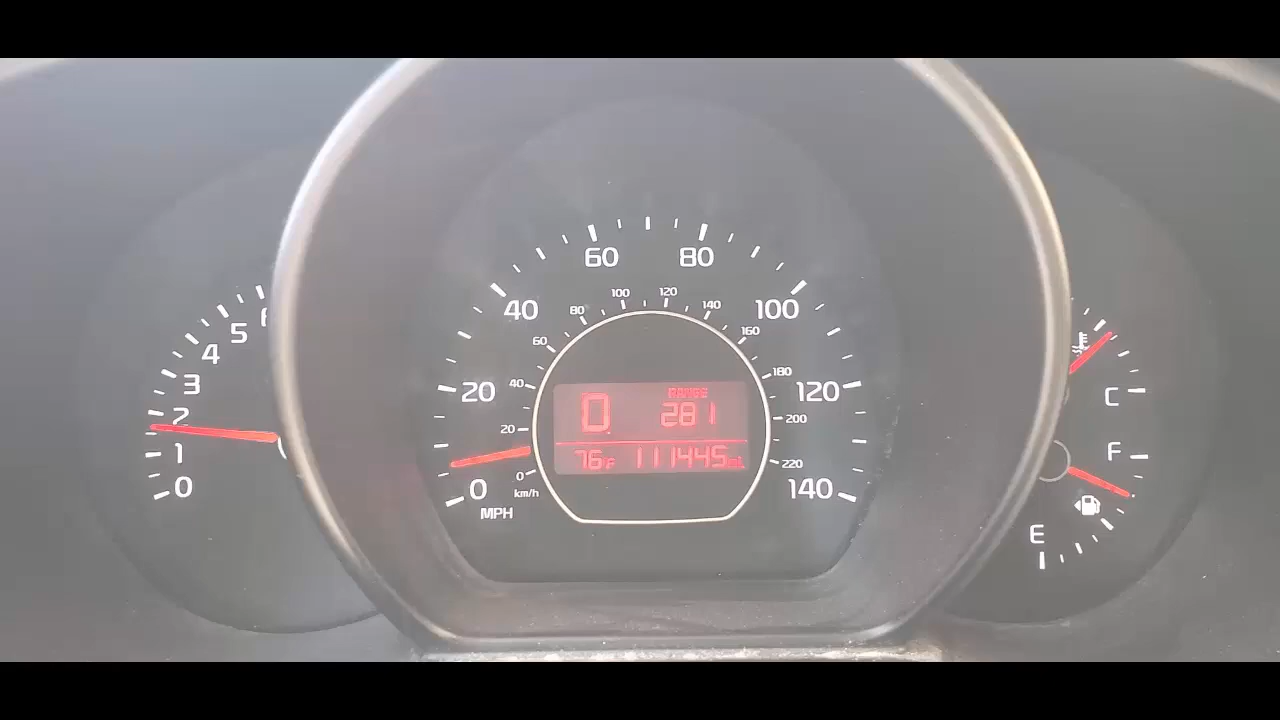 60 80
40 100
20 120
0 140
MPH
100 120
80 140
60 160
40 180
20 200
0 220
km/h
RANGE
0. 281
76°F 111445mi.
5
4
3
2
1
0
H
C
F
E